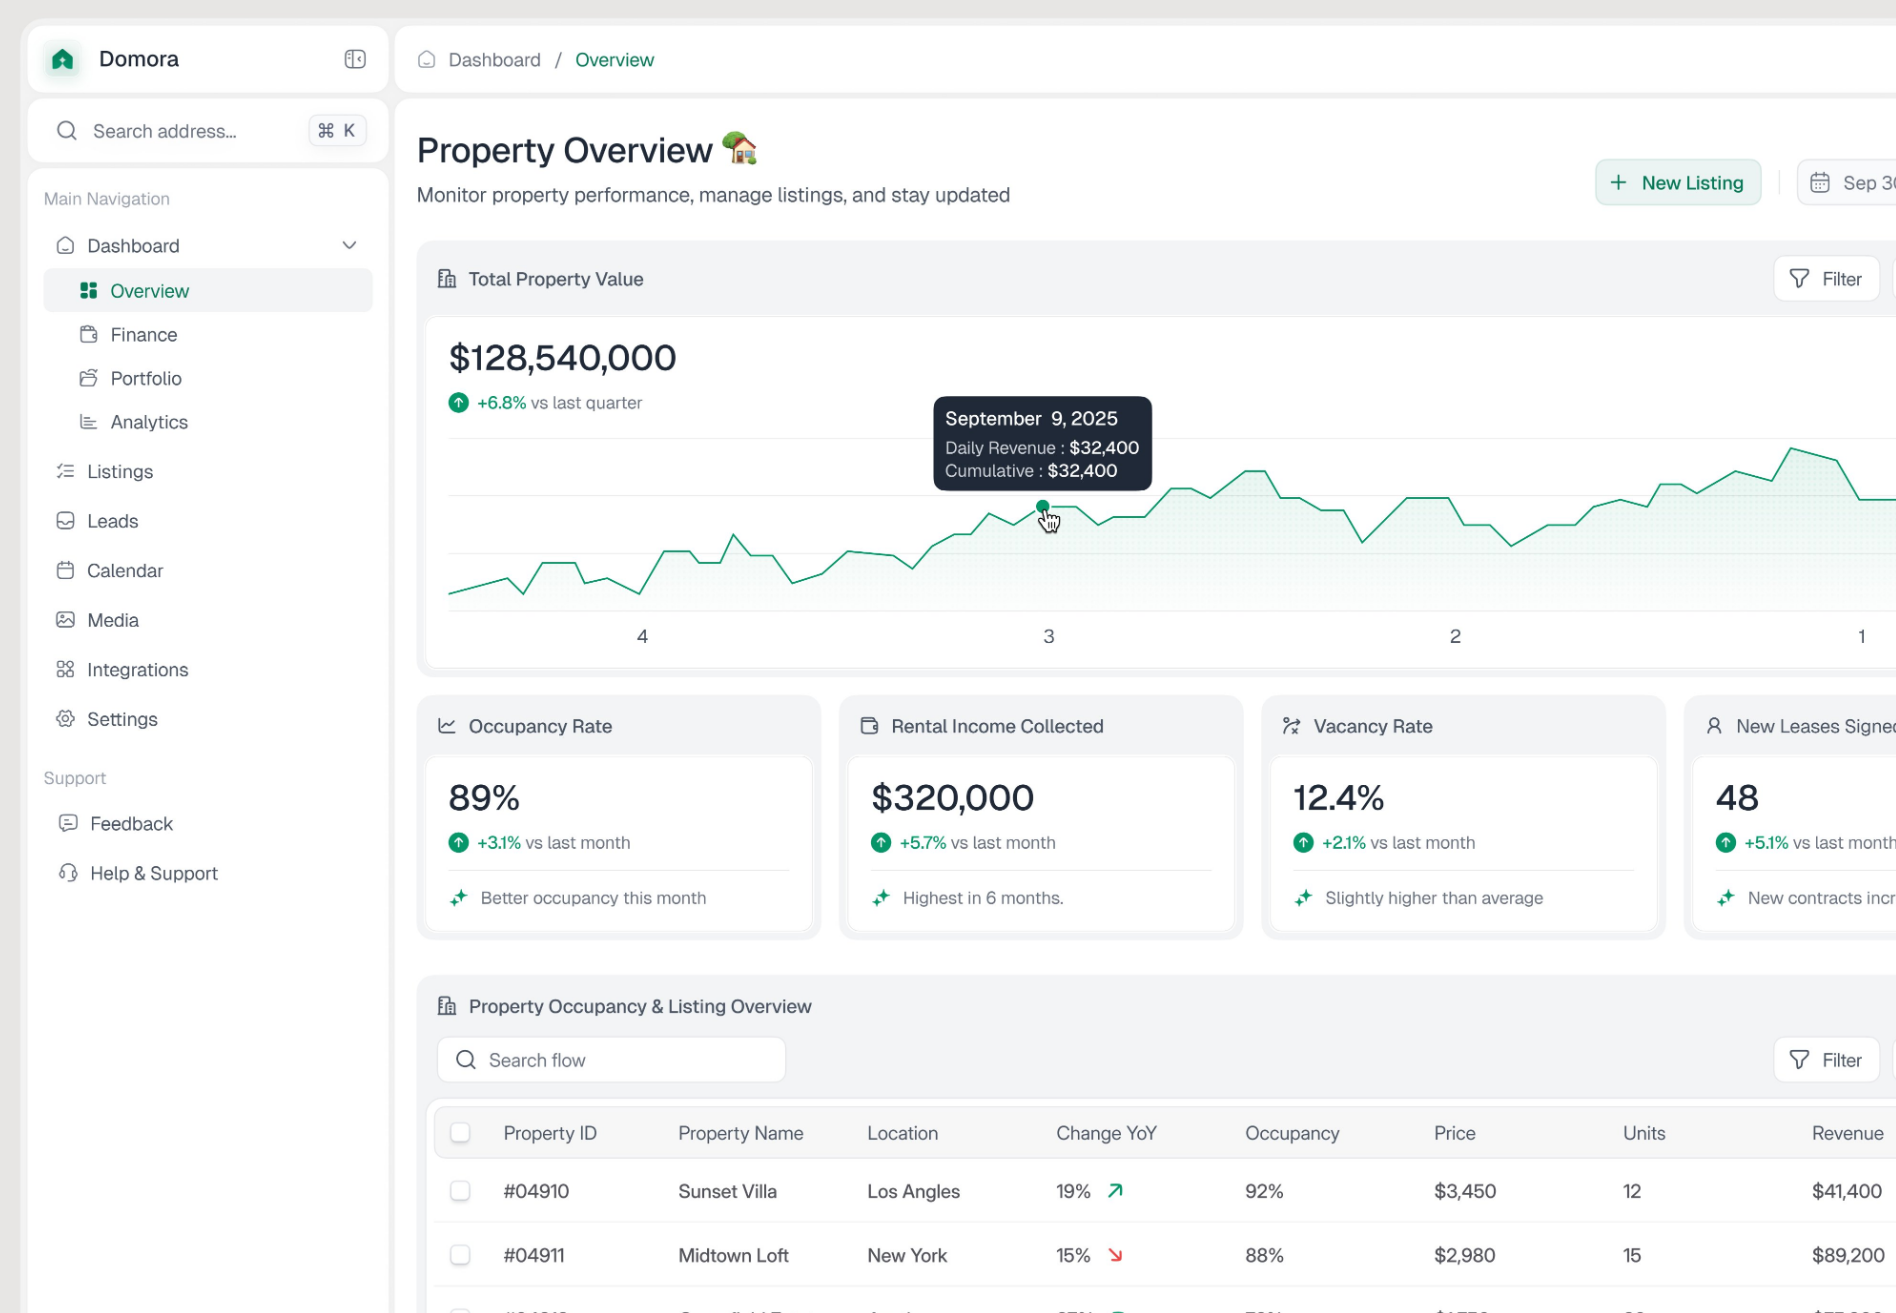 Domora
Dashboard / Overview
Search address...
⌘ K
Main Navigation
Dashboard
Overview
Finance
Portfolio
Analytics
Listings
Leads
Calendar
Media
Integrations
Settings
Support
Feedback
Help & Support
Property Overview
Monitor property performance, manage listings, and stay updated
+ New Listing
Sep
Total Property Value
Filter
$128,540,000
+6.8% vs last quarter
September 9, 2025
Daily Revenue : $32,400
Cumulative : $32,400
4 3 2 1
Occupancy Rate
89%
+3.1% vs last month
Better occupancy this month
Rental Income Collected
$320,000
+5.7% vs last month
Highest in 6 months.
Vacancy Rate
12.4%
+2.1% vs last month
Slightly higher than average
New Leases Signed
48
+5.1% vs last month
New contracts
Property Occupancy & Listing Overview
Search flow
Filter
Property ID Property Name Location Change YoY Occupancy Price Units Revenue
#04910 Sunset Villa Los Angles 19% 92% $3,450 12 $41,400
#04911 Midtown Loft New York 15% 88% $2,980 15 $89,200